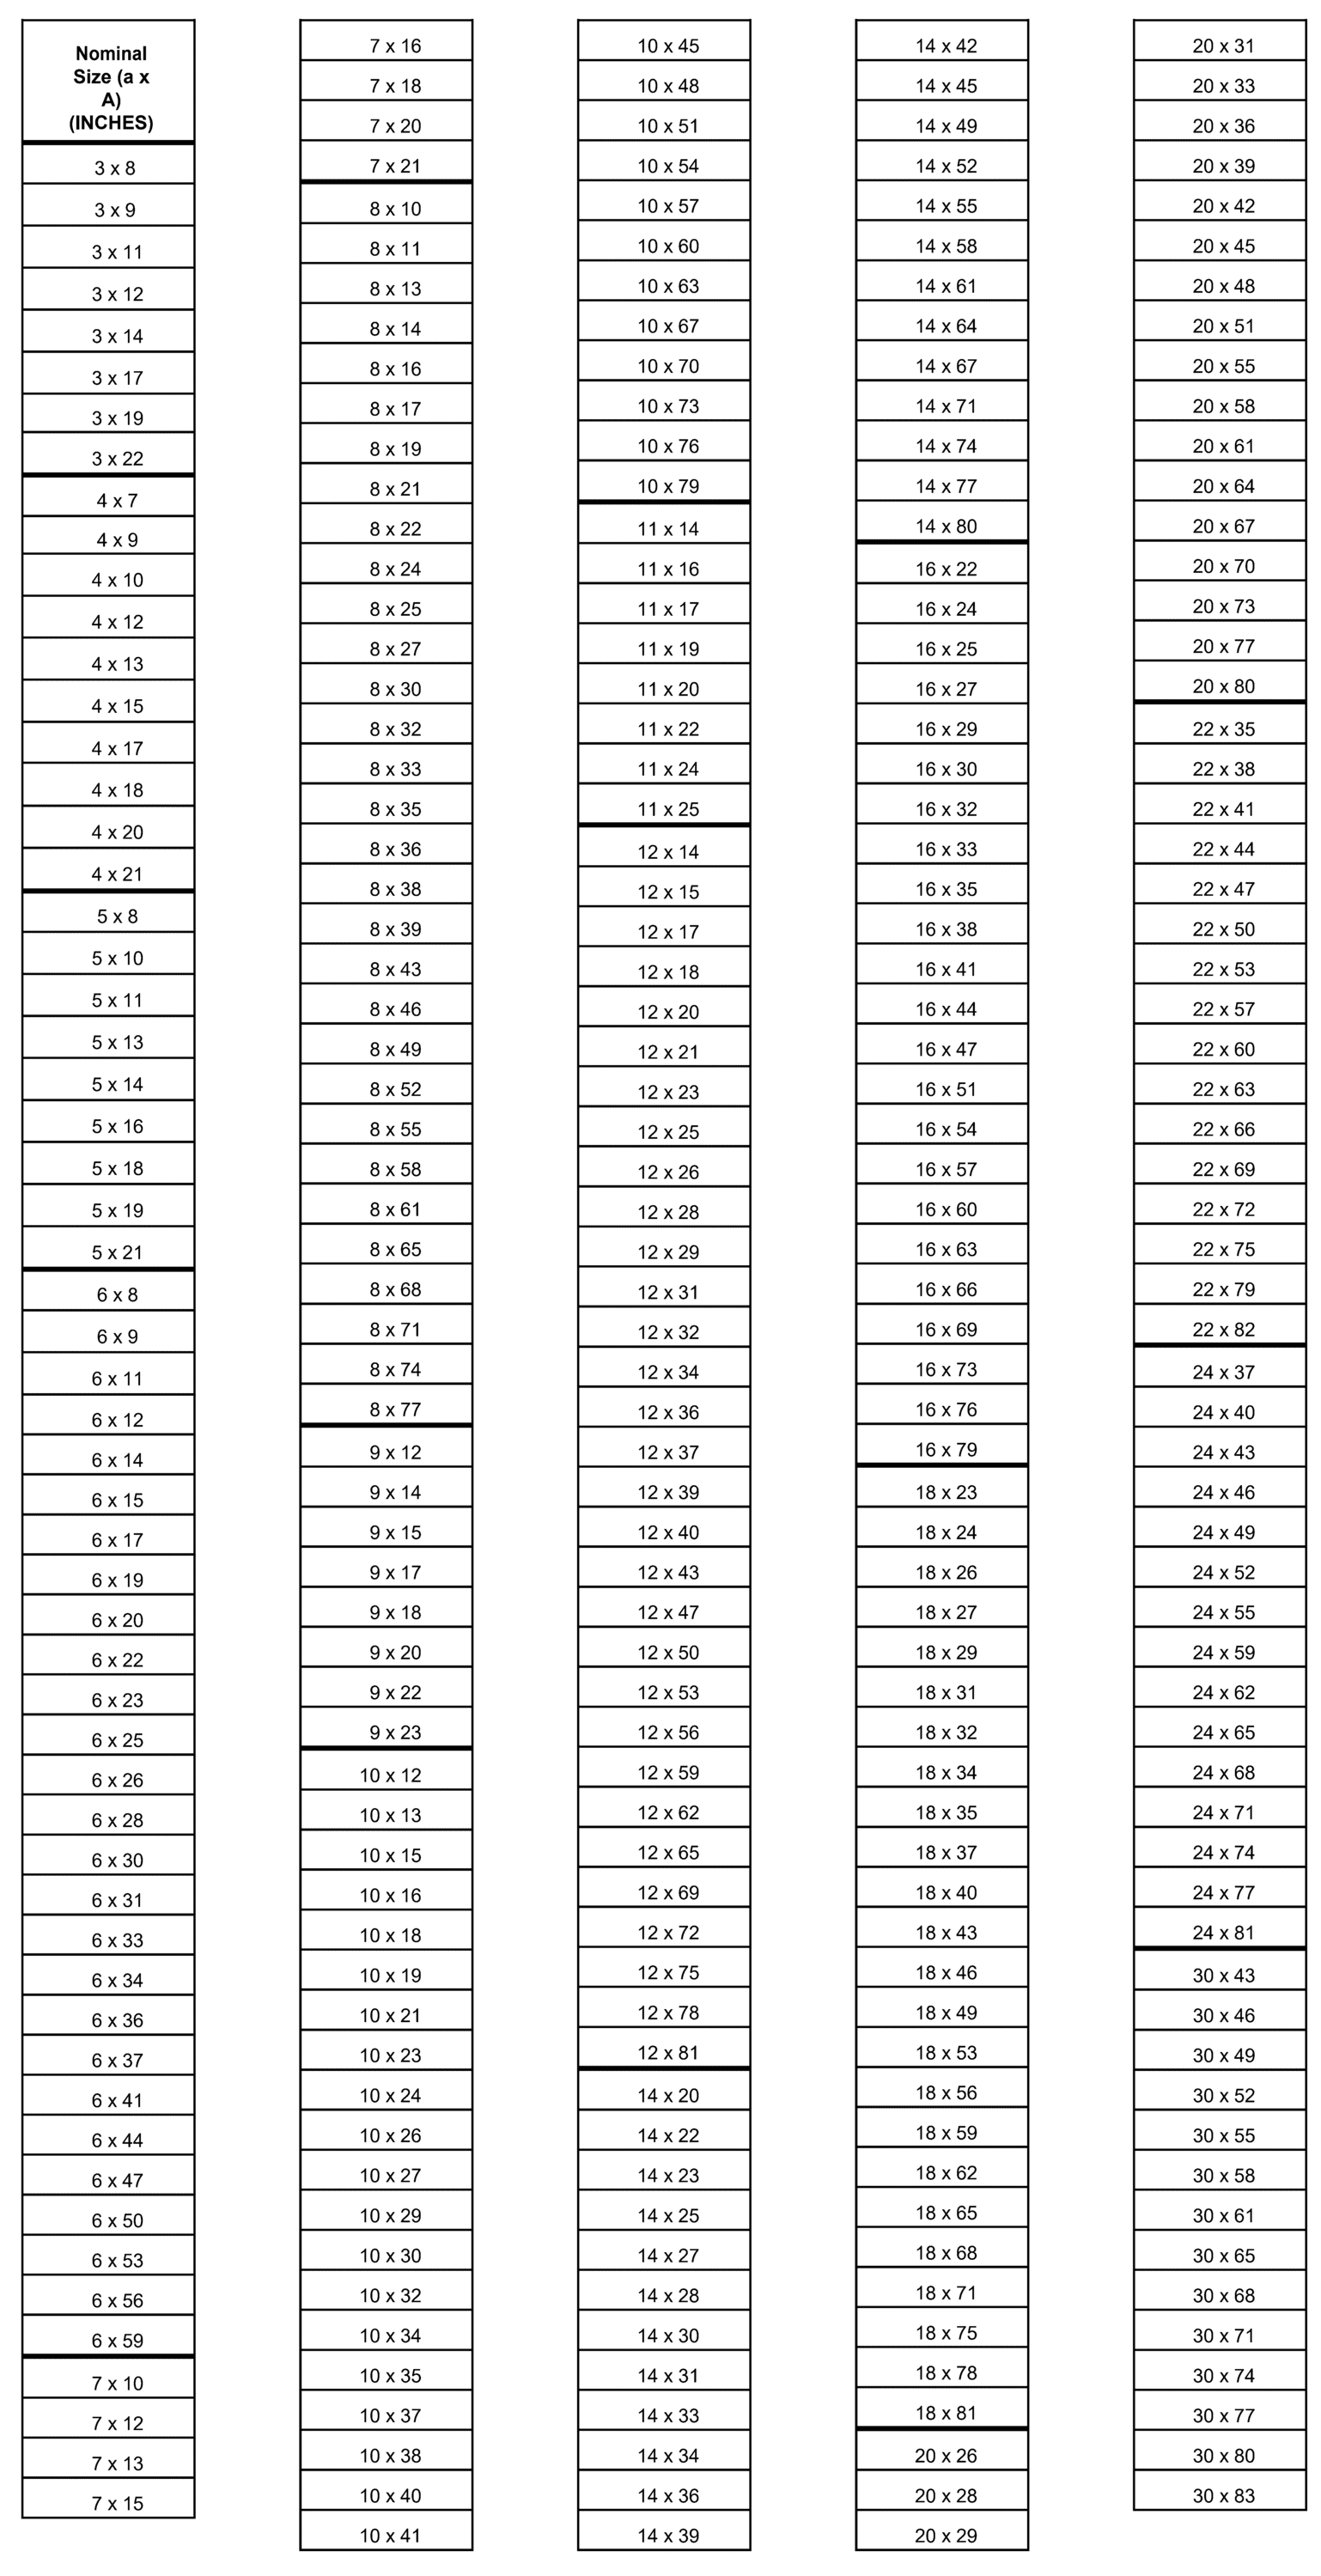 Nominal
Size (a x
A)
(INCHES)
3 x 8
3 x 9
3 x 11
3 x 12
3 x 14
3 x 17
3 x 19
3 x 22
4 x 7
4 x 9
4 x 10
4 x 12
4 x 13
4 x 15
4 x 17
4 x 18
4 x 20
4 x 21
5 x 8
5 x 10
5 x 11
5 x 13
5 x 14
5 x 16
5 x 18
5 x 19
5 x 21
6 x 8
6 x 9
6 x 11
6 x 12
6 x 14
6 x 15
6 x 17
6 x 19
6 x 20
6 x 22
6 x 23
6 x 25
6 x 26
6 x 28
6 x 30
6 x 31
6 x 33
6 x 34
6 x 36
6 x 37
6 x 41
6 x 44
6 x 47
6 x 50
6 x 53
6 x 56
6 x 59
7 x 10
7 x 12
7 x 13
7 x 15
7 x 16
7 x 18
7 x 20
7 x 21
8 x 10
8 x 11
8 x 13
8 x 14
8 x 16
8 x 17
8 x 19
8 x 21
8 x 22
8 x 24
8 x 25
8 x 27
8 x 30
8 x 32
8 x 33
8 x 35
8 x 36
8 x 38
8 x 39
8 x 43
8 x 46
8 x 49
8 x 52
8 x 55
8 x 58
8 x 61
8 x 65
8 x 68
8 x 71
8 x 74
8 x 77
9 x 12
9 x 14
9 x 15
9 x 17
9 x 18
9 x 20
9 x 22
9 x 23
10 x 12
10 x 13
10 x 15
10 x 16
10 x 18
10 x 19
10 x 21
10 x 23
10 x 24
10 x 26
10 x 27
10 x 29
10 x 30
10 x 32
10 x 34
10 x 35
10 x 37
10 x 38
10 x 40
10 x 41
10 x 45
10 x 48
10 x 51
10 x 54
10 x 57
10 x 60
10 x 63
10 x 67
10 x 70
10 x 73
10 x 76
10 x 79
11 x 14
11 x 16
11 x 17
11 x 19
11 x 20
11 x 22
11 x 24
11 x 25
12 x 14
12 x 15
12 x 17
12 x 18
12 x 20
12 x 21
12 x 23
12 x 25
12 x 26
12 x 28
12 x 29
12 x 31
12 x 32
12 x 34
12 x 36
12 x 37
12 x 39
12 x 40
12 x 43
12 x 47
12 x 50
12 x 53
12 x 56
12 x 59
12 x 62
12 x 65
12 x 69
12 x 72
12 x 75
12 x 78
12 x 81
14 x 20
14 x 22
14 x 23
14 x 25
14 x 27
14 x 28
14 x 30
14 x 31
14 x 33
14 x 34
14 x 36
14 x 39
14 x 42
14 x 45
14 x 49
14 x 52
14 x 55
14 x 58
14 x 61
14 x 64
14 x 67
14 x 71
14 x 74
14 x 77
14 x 80
16 x 22
16 x 24
16 x 25
16 x 27
16 x 29
16 x 30
16 x 32
16 x 33
16 x 35
16 x 38
16 x 41
16 x 44
16 x 47
16 x 51
16 x 54
16 x 57
16 x 60
16 x 63
16 x 66
16 x 69
16 x 73
16 x 76
16 x 79
18 x 23
18 x 24
18 x 26
18 x 27
18 x 29
18 x 31
18 x 32
18 x 34
18 x 35
18 x 37
18 x 40
18 x 43
18 x 46
18 x 49
18 x 53
18 x 56
18 x 59
18 x 62
18 x 65
18 x 68
18 x 71
18 x 75
18 x 78
18 x 81
20 x 26
20 x 28
20 x 29
20 x 31
20 x 33
20 x 36
20 x 39
20 x 42
20 x 45
20 x 48
20 x 51
20 x 55
20 x 58
20 x 61
20 x 64
20 x 67
20 x 70
20 x 73
20 x 77
20 x 80
22 x 35
22 x 38
22 x 41
22 x 44
22 x 47
22 x 50
22 x 53
22 x 57
22 x 60
22 x 63
22 x 66
22 x 69
22 x 72
22 x 75
22 x 79
22 x 82
24 x 37
24 x 40
24 x 43
24 x 46
24 x 49
24 x 52
24 x 55
24 x 59
24 x 62
24 x 65
24 x 68
24 x 71
24 x 74
24 x 77
24 x 81
30 x 43
30 x 46
30 x 49
30 x 52
30 x 55
30 x 58
30 x 61
30 x 65
30 x 68
30 x 71
30 x 74
30 x 77
30 x 80
30 x 83